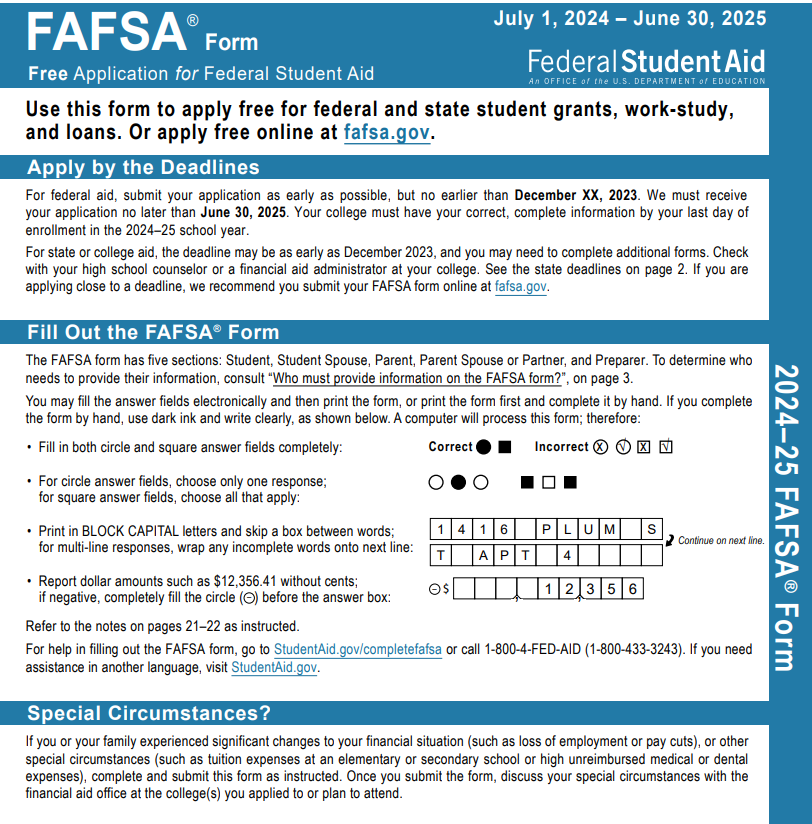 FAFSA® Form
July 1, 2024 – June 30, 2025
Free Application for Federal Student Aid
Federal Student Aid
An OFFICE of the U.S. DEPARTMENT of EDUCATION
Use this form to apply free for federal and state student grants, work-study,
and loans. Or apply free online at fafsa.gov.
Apply by the Deadlines
For federal aid, submit your application as early as possible, but no earlier than December XX, 2023. We must receive
your application no later than June 30, 2025. Your college must have your correct, complete information by your last day of
enrollment in the 2024–25 school year.
For state or college aid, the deadline may be as early as December 2023, and you may need to complete additional forms. Check
with your high school counselor or a financial aid administrator at your college. See the state deadlines on page 2. If you are
applying close to a deadline, we recommend you submit your FAFSA form online at fafsa.gov.
Fill Out the FAFSA® Form
The FAFSA form has five sections: Student, Student Spouse, Parent, Parent Spouse or Partner, and Preparer. To determine who
needs to provide their information, consult “Who must provide information on the FAFSA form?”, on page 3.
You may fill the answer fields electronically and then print the form, or print the form first and complete it by hand. If you complete
the form by hand, use dark ink and write clearly, as shown below. A computer will process this form; therefore:
• Fill in both circle and square answer fields completely: Correct Incorrect
• For circle answer fields, choose only one response;
for square answer fields, choose all that apply:
• Print in BLOCK CAPITAL letters and skip a box between words;
for multi-line responses, wrap any incomplete words onto next line:
1416 PLUM S
T APT 4
Continue on next line.
• Report dollar amounts such as $12,356.41 without cents;
if negative, completely fill the circle (⊖) before the answer box:
⊖ $ 12356
Refer to the notes on pages 21–22 as instructed.
For help in filling out the FAFSA form, go to StudentAid.gov/completefafsa or call 1-800-4-FED-AID (1-800-433-3243). If you need
assistance in another language, visit StudentAid.gov.
Special Circumstances?
If you or your family experienced significant changes to your financial situation (such as loss of employment or pay cuts), or other
special circumstances (such as tuition expenses at an elementary or secondary school or high unreimbursed medical or dental
expenses), complete and submit this form as instructed. Once you submit the form, discuss your special circumstances with the
financial aid office at the college(s) you applied to or plan to attend.
2024–25 FAFSA® Form